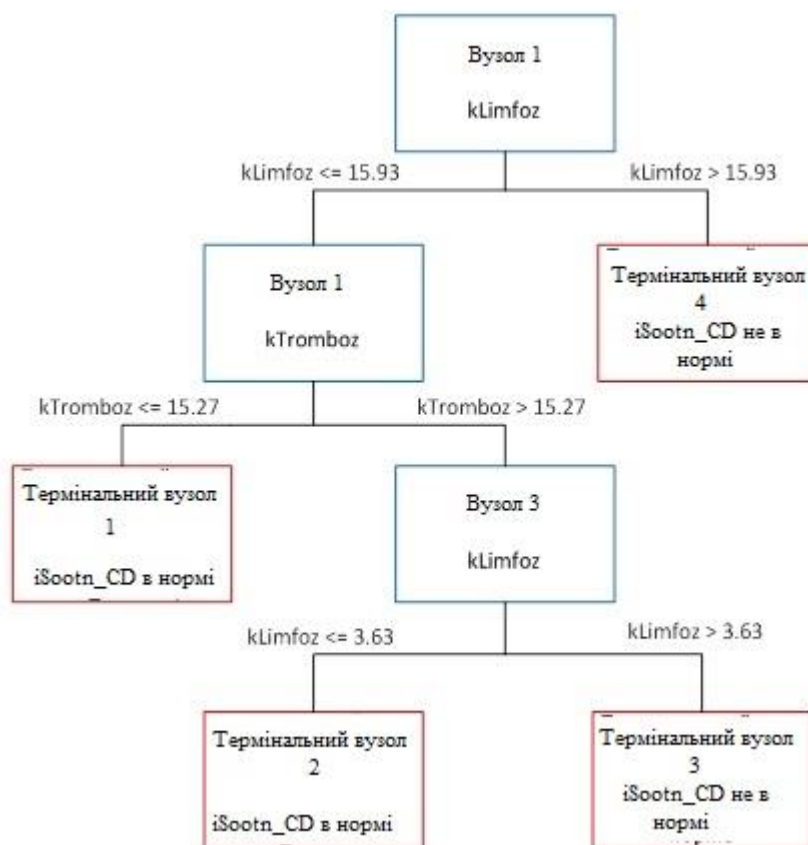 Вузол 1
kLimfoz
kLimfoz <= 15.93
kLimfoz > 15.93
Вузол 1
kTromboz
Термінальний вузол
4
iSootn_CD не в
нормі
kTromboz <= 15.27
kTromboz > 15.27
Термінальний вузол
1
iSootn_CD в нормі
Вузол 3
kLimfoz
kLimfoz <= 3.63
kLimfoz > 3.63
Термінальний вузол
2
iSootn_CD в нормі
Термінальний вузол
3
iSootn_CD не в
нормі